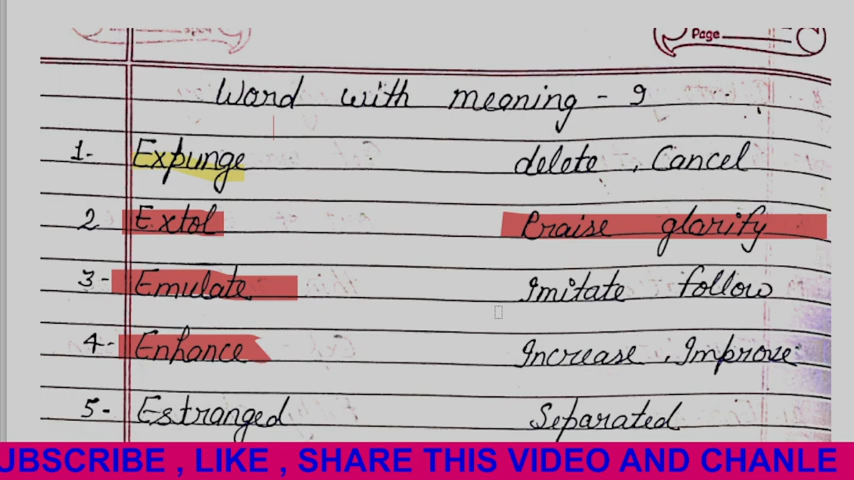 Page
Word with meaning - 9
1- Expunge delete , Cancel
2 Extol Praise glorify
3- Emulate Imitate follow
4- Enhance Increase , Improve
5- Estranged Separated
JBSCRIBE , LIKE , SHARE THIS VIDEO AND CHANLE